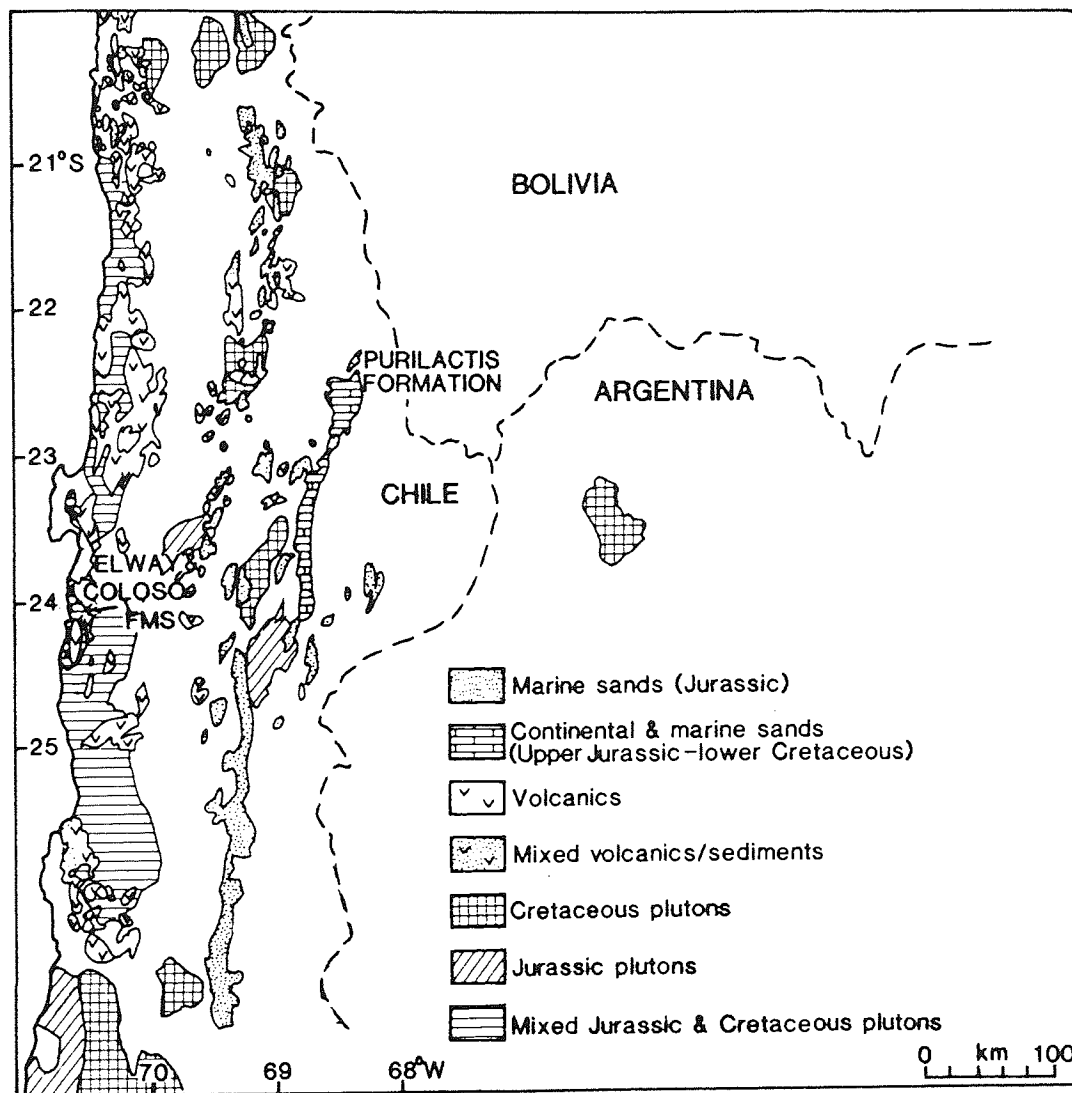 21°S
BOLIVIA
22
PURILACTIS
FORMATION
ARGENTINA
23
CHILE
ELWAY
COLOSO
FMS
24
Marine sands (Jurassic)
Continental & marine sands
(Upper Jurassic-lower Cretaceous)
25
Volcanics
Mixed volcanics/sediments
Cretaceous plutons
Jurassic plutons
Mixed Jurassic & Cretaceous plutons
70
69
68°W
0 km 100